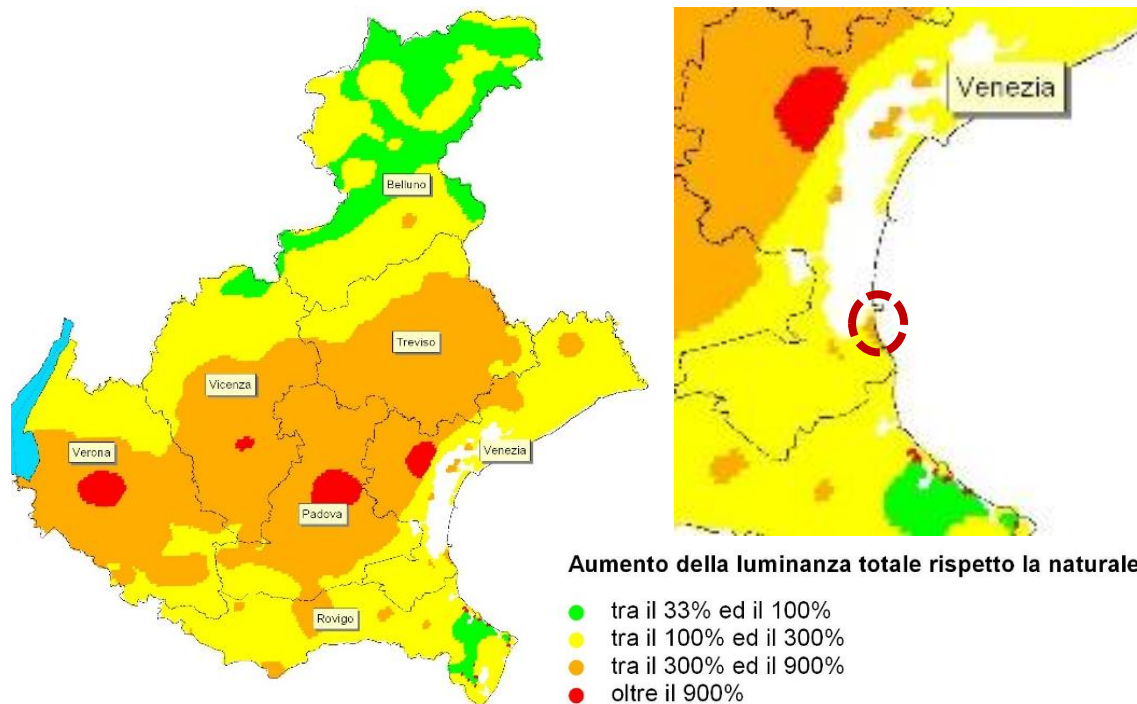 Belluno
Treviso
Vicenza
Verona
Venezia
Padova
Rovigo
Venezia
Aumento della luminanza totale rispetto la naturale
tra il 33% ed il 100%
tra il 100% ed il 300%
tra il 300% ed il 900%
oltre il 900%